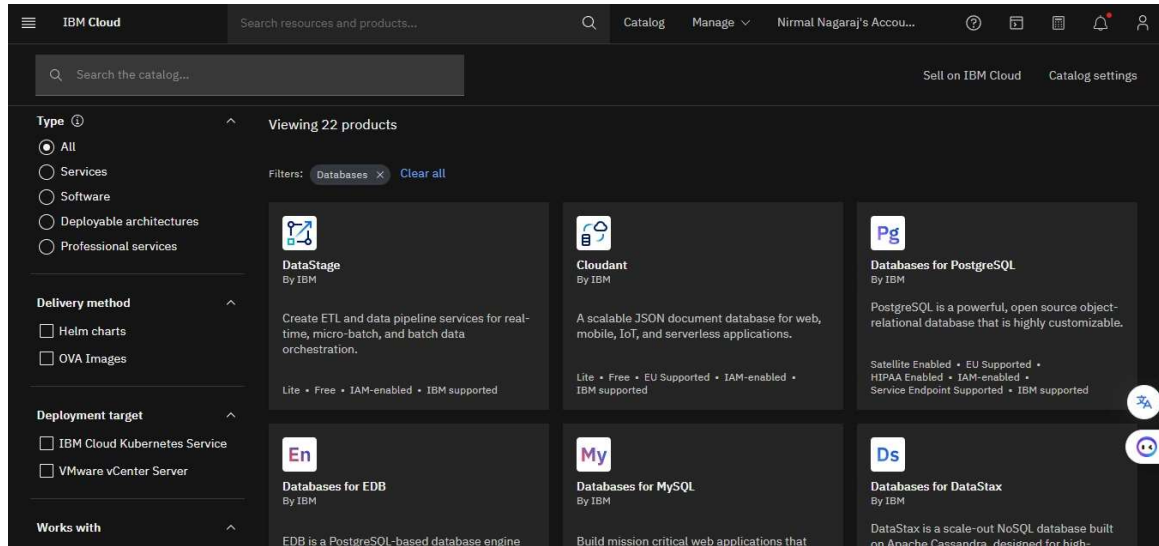 IBM Cloud
Search resources and products...
Catalog
Manage
Nirmal Nagaraj's Accou...
Search the catalog...
Sell on IBM Cloud
Catalog settings
Type
All
Services
Software
Deployable architectures
Professional services
Delivery method
Helm charts
OVA Images
Deployment target
IBM Cloud Kubernetes Service
VMware vCenter Server
Works with
Viewing 22 products
Filters: Databases × Clear all
DataStage
By IBM
Create ETL and data pipeline services for real-
time, micro-batch, and batch data
orchestration.
Lite • Free • IAM-enabled • IBM supported
Cloudant
By IBM
A scalable JSON document database for web,
mobile, IoT, and serverless applications.
Lite • Free • EU Supported • IAM-enabled •
IBM supported
Pg
Databases for PostgreSQL
By IBM
PostgreSQL is a powerful, open source object-
relational database that is highly customizable.
Satellite Enabled • EU Supported •
HIPAA Enabled • IAM-enabled •
Service Endpoint Supported • IBM supported
En
Databases for EDB
By IBM
EDB is a PostgreSQL-based database engine
My
Databases for MySQL
By IBM
Build mission critical web applications that
Ds
Databases for DataStax
By IBM
DataStax is a scale-out NoSQL database built
on Apache Cassandra, designed for high-
文A